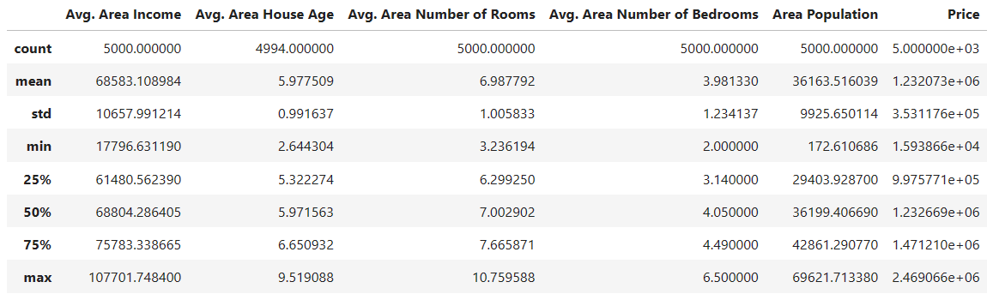 Avg. Area Income Avg. Area House Age Avg. Area Number of Rooms Avg. Area Number of Bedrooms Area Population Price
count 5000.000000 4994.000000 5000.000000 5000.000000 5000.000000 5.000000e+03
mean 68583.108984 5.977509 6.987792 3.981330 36163.516039 1.232073e+06
std 10657.991214 0.991637 1.005833 1.234137 9925.650114 3.531176e+05
min 17796.631190 2.644304 3.236194 2.000000 172.610686 1.593866e+04
25% 61480.562390 5.322274 6.299250 3.140000 29403.928700 9.975771e+05
50% 68804.286405 5.971563 7.002902 4.050000 36199.406690 1.232669e+06
75% 75783.338665 6.650932 7.665871 4.490000 42861.290770 1.471210e+06
max 107701.748400 9.519088 10.759588 6.500000 69621.713380 2.469066e+06